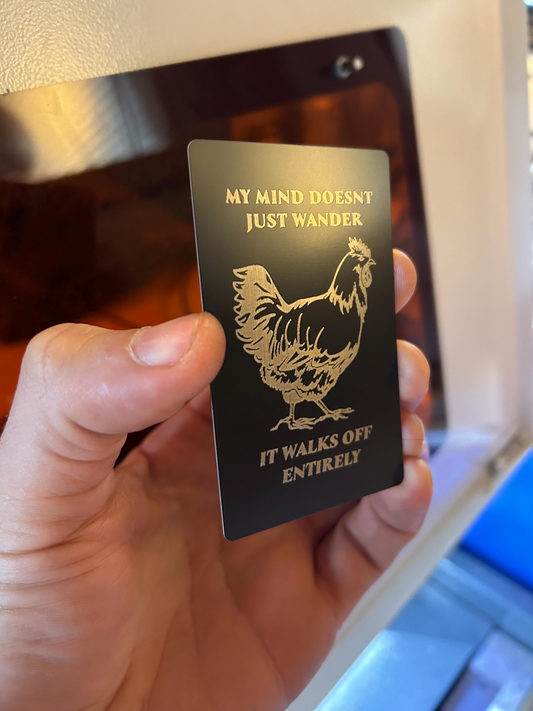 MY MIND DOESNT
JUST WANDER
IT WALKS OFF
ENTIRELY